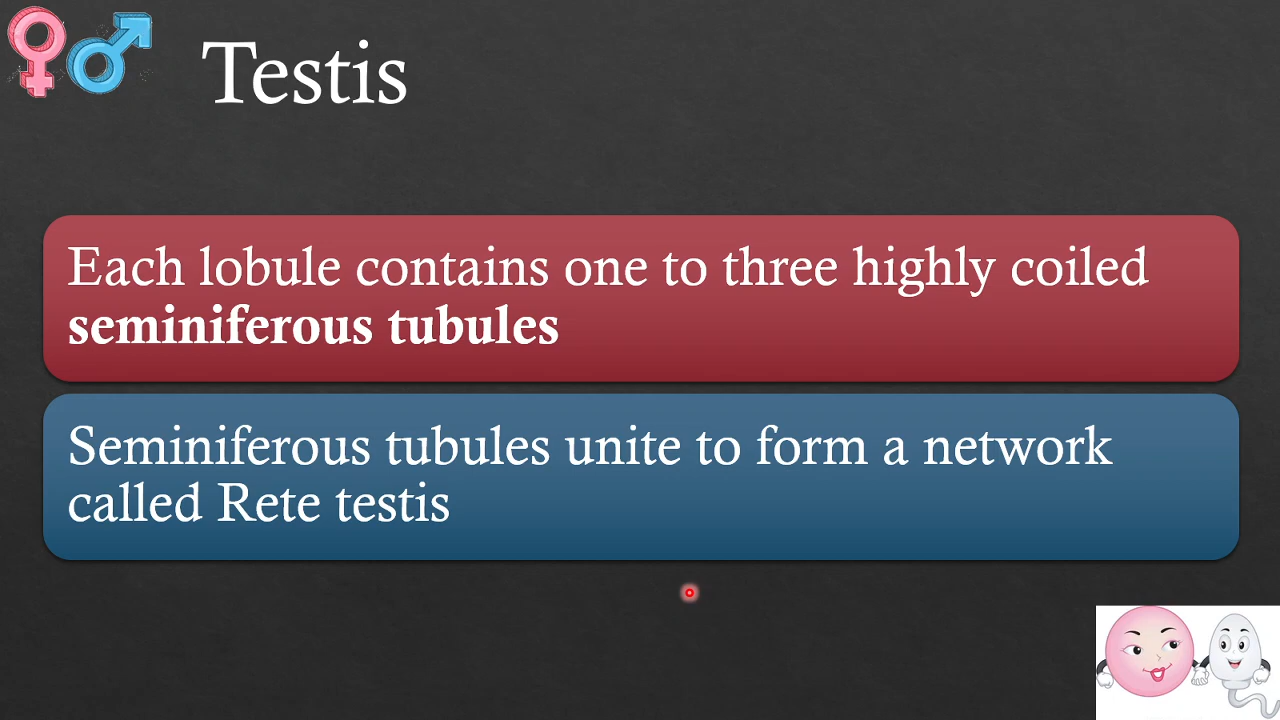 Testis
Each lobule contains one to three highly coiled
seminiferous tubules
Seminiferous tubules unite to form a network
called Rete testis